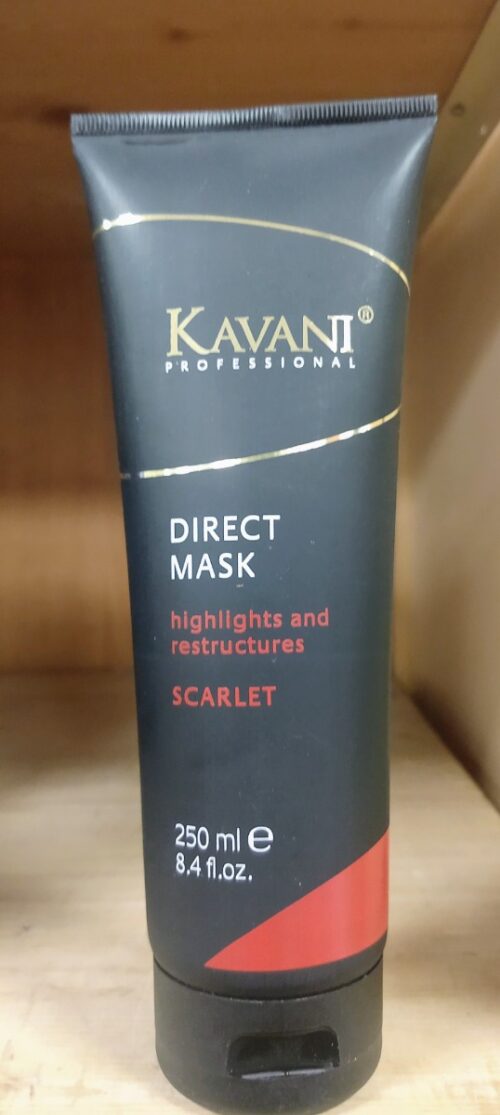 KAVANI®
PROFESSIONAL
DIRECT
MASK
highlights and
restructures
SCARLET
250 ml ℮
8.4 fl.oz.